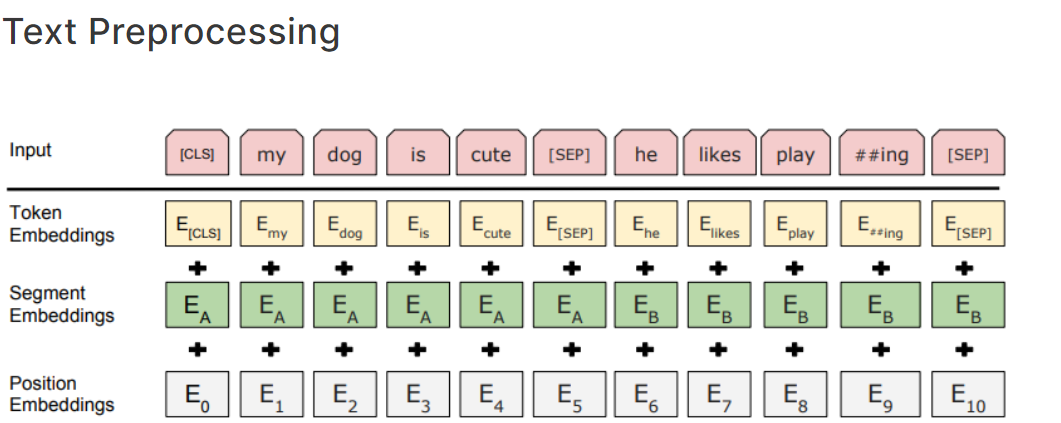 Text Preprocessing
Input [CLS] my dog is cute [SEP] he likes play ##ing [SEP]
Token Embeddings E[CLS] Emy Edog Eis Ecute E[SEP] Ehe Elikes Eplay E##ing E[SEP]
+ + + + + + + + + + +
Segment Embeddings EA EA EA EA EA EA EB EB EB EB EB
+ + + + + + + + + + +
Position Embeddings E0 E1 E2 E3 E4 E5 E6 E7 E8 E9 E10